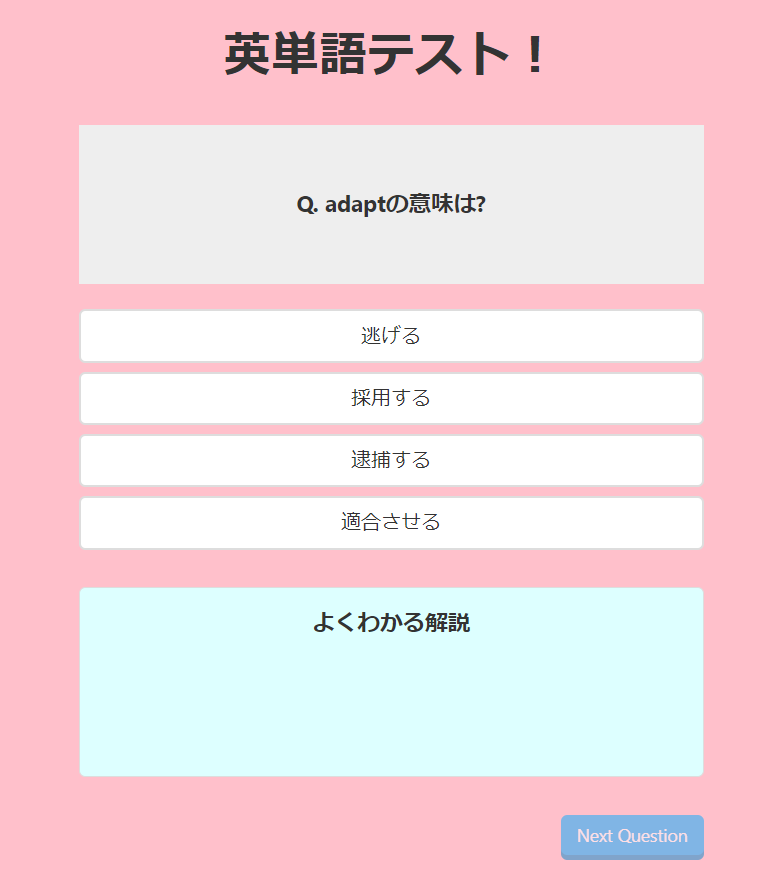 英単語テスト！
Q. adaptの意味は?
逃げる
採用する
逮捕する
適合させる
よくわかる解説
Next Question